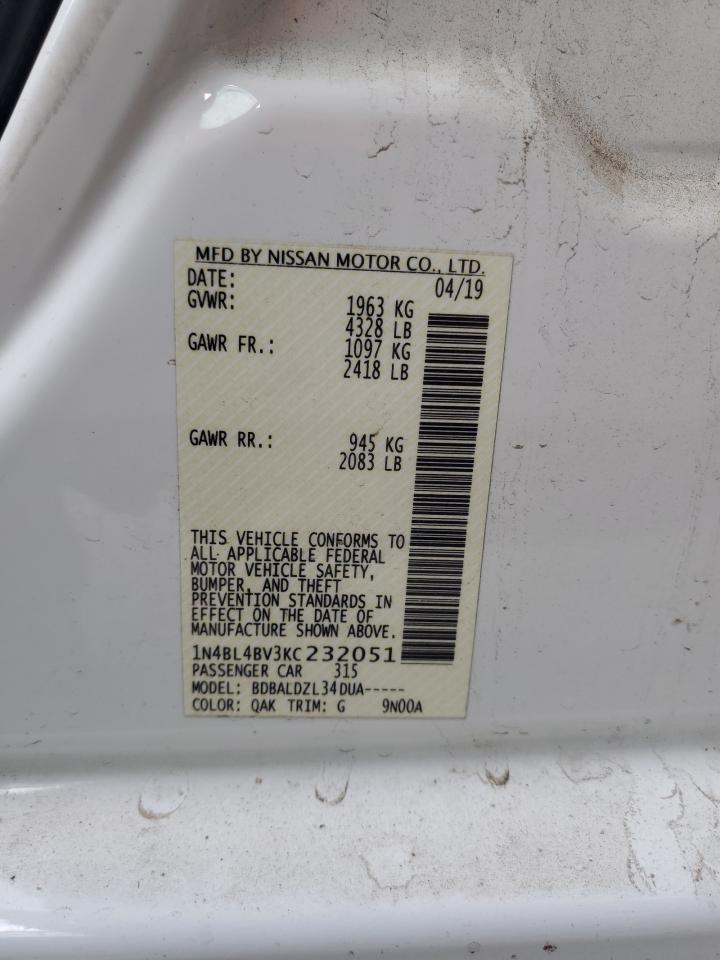 MFD BY NISSAN MOTOR CO., LTD.
DATE: 04/19
GVWR: 1963 KG
4328 LB
GAWR FR.: 1097 KG
2418 LB
GAWR RR.: 945 KG
2083 LB
THIS VEHICLE CONFORMS TO
ALL APPLICABLE FEDERAL
MOTOR VEHICLE SAFETY,
BUMPER, AND THEFT
PREVENTION STANDARDS IN
EFFECT ON THE DATE OF
MANUFACTURE SHOWN ABOVE.
1N4BL4BV3KC232051
PASSENGER CAR 315
MODEL: BDBALDZL34DUA-----
COLOR: QAK TRIM: G 9N00A